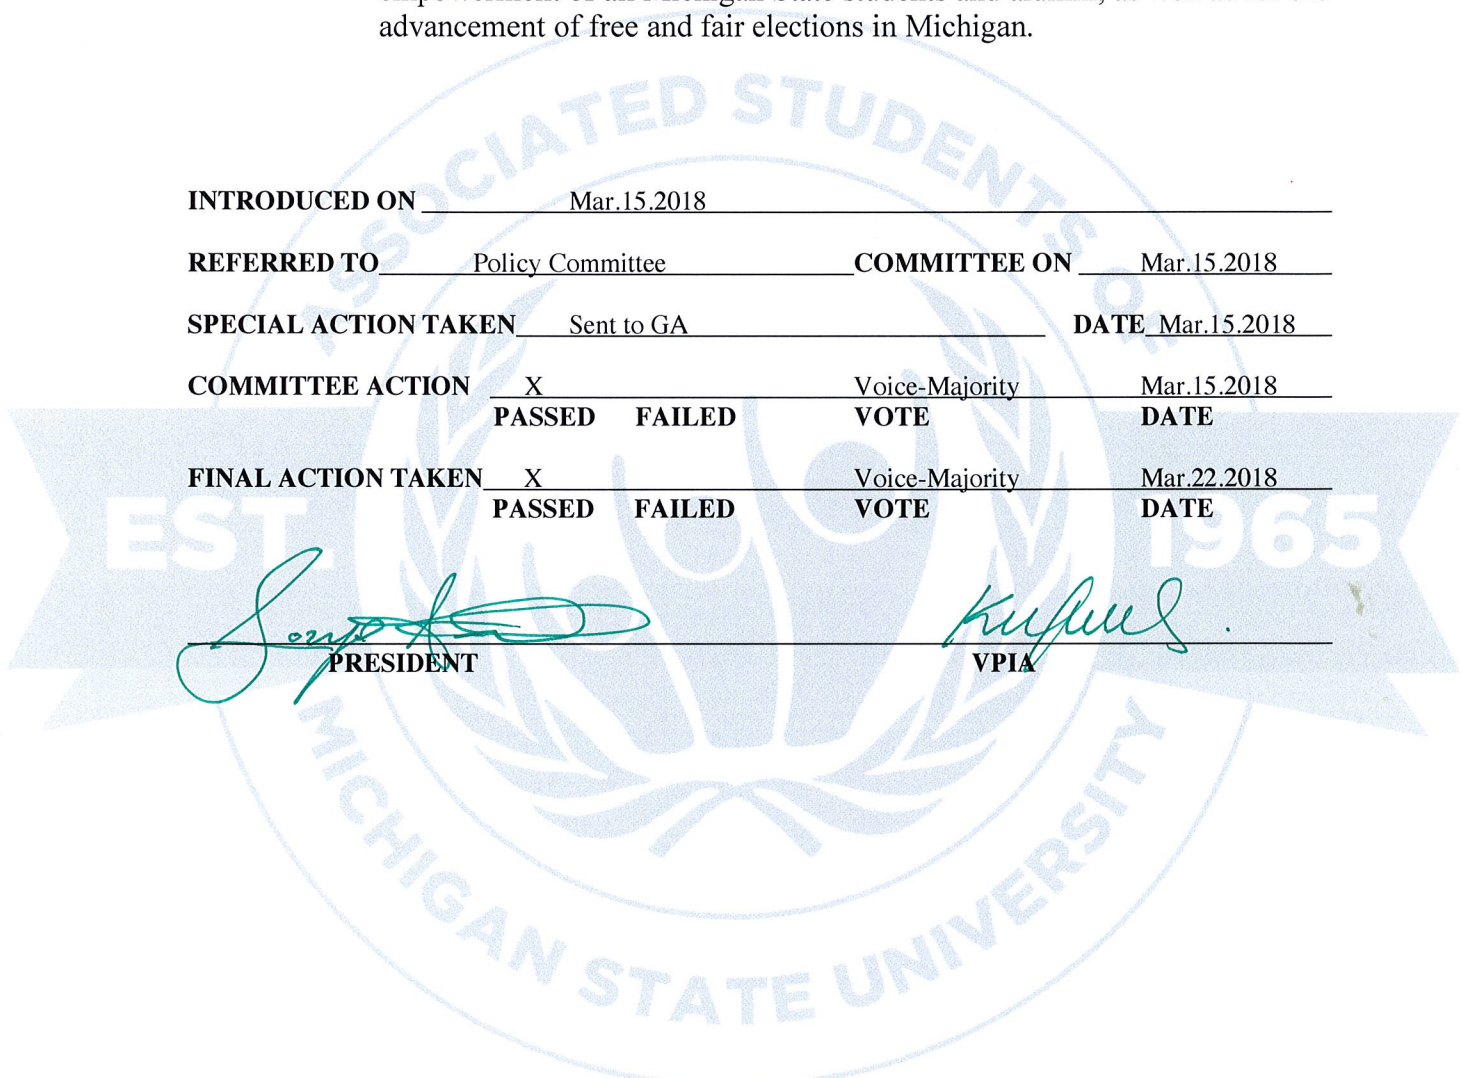 advancement of free and fair elections in Michigan.
ASSOCIATED STUDENTS OF
INTRODUCED ON Mar.15.2018
REFERRED TO Policy Committee COMMITTEE ON Mar.15.2018
SPECIAL ACTION TAKEN Sent to GA DATE Mar.15.2018
COMMITTEE ACTION X Voice-Majority Mar.15.2018
PASSED FAILED VOTE DATE
FINAL ACTION TAKEN X Voice-Majority Mar.22.2018
PASSED FAILED VOTE DATE
EST. 1965
PRESIDENT VPIA
MICHIGAN STATE UNIVERSITY